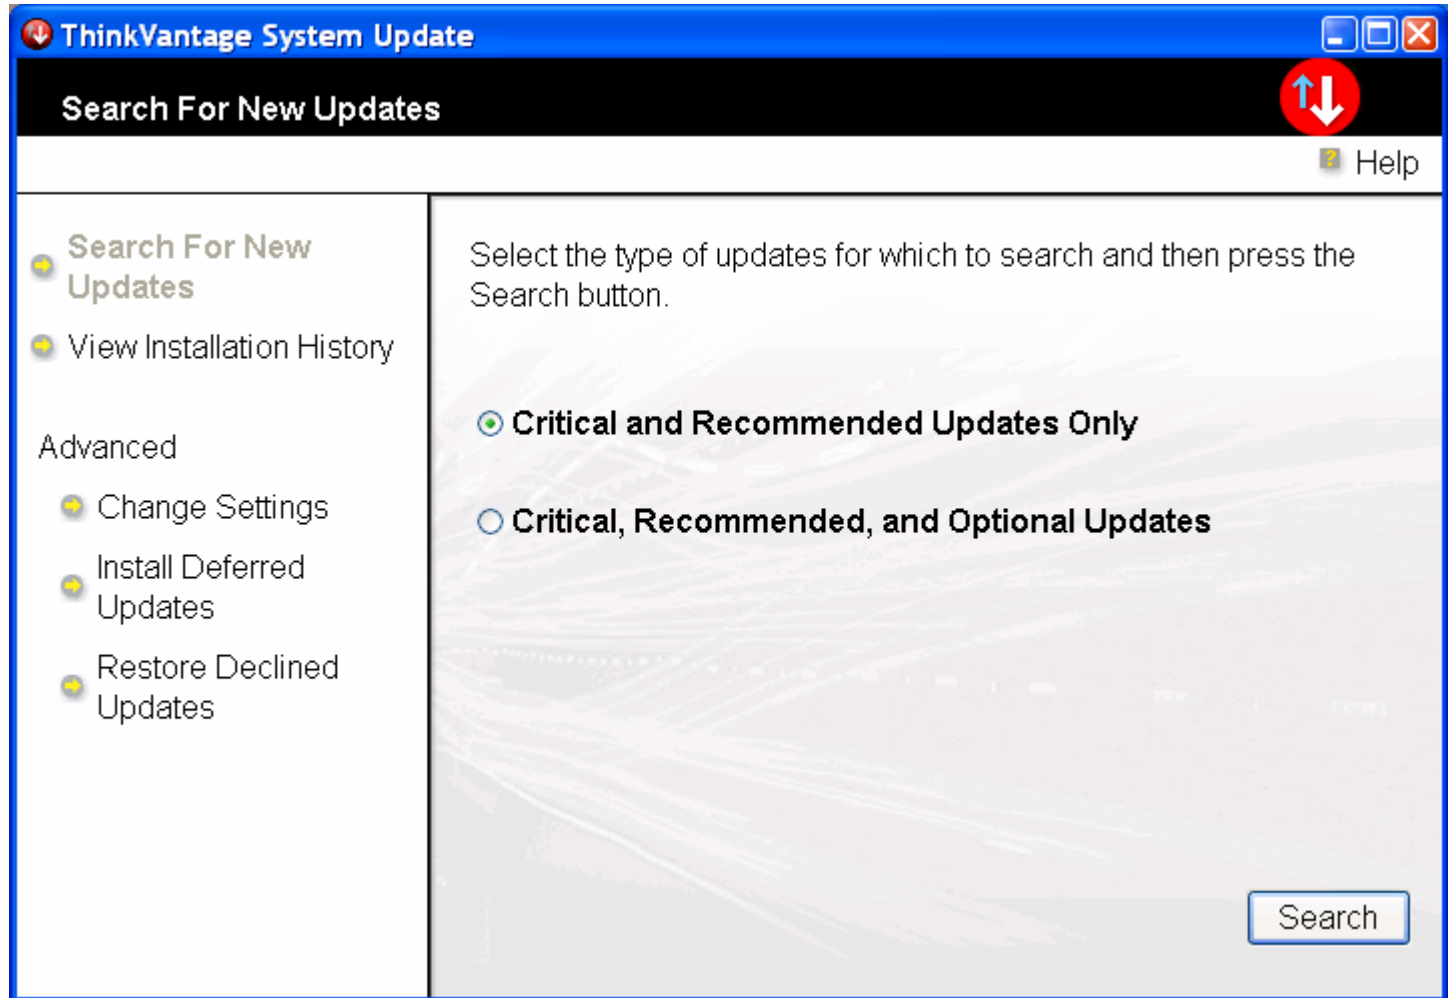 ThinkVantage System Update
Search For New Updates
Help
Search For New
Updates
View Installation History
Advanced
Change Settings
Install Deferred
Updates
Restore Declined
Updates
Select the type of updates for which to search and then press the
Search button.
Critical and Recommended Updates Only
Critical, Recommended, and Optional Updates
Search